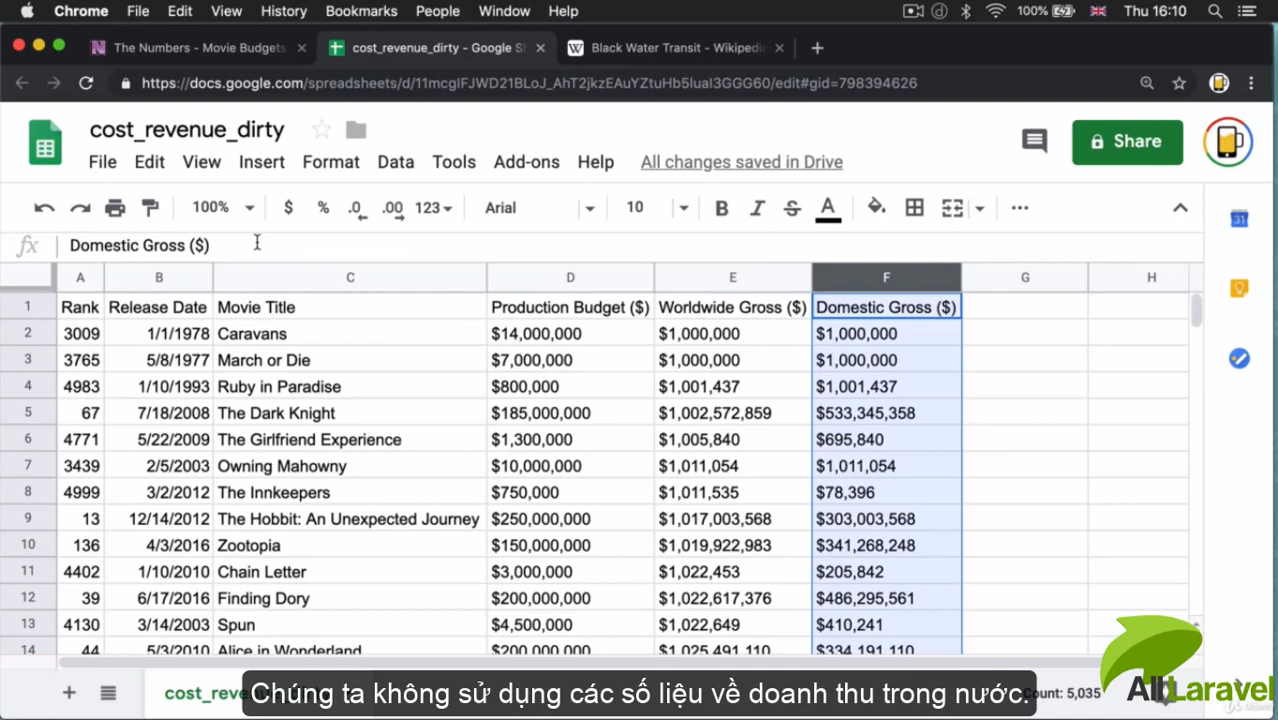 Chrome File Edit View History Bookmarks People Window Help 100% Thu 16:10
The Numbers - Movie Budgets cost_revenue_dirty - Google Sh Black Water Transit - Wikipedi
https://docs.google.com/spreadsheets/d/11mcgIFJWD21BLoJ_AhT2jkzEAuYZtuHb5luaI3GGG60/edit#gid=798394626
cost_revenue_dirty
File Edit View Insert Format Data Tools Add-ons Help All changes saved in Drive
Share
100% $ % .0 .00 123 Arial 10 B I S A
fx Domestic Gross ($)
A B C D E F G H
1 Rank Release Date Movie Title Production Budget ($) Worldwide Gross ($) Domestic Gross ($)
2 3009 1/1/1978 Caravans $14,000,000 $1,000,000 $1,000,000
3 3765 5/8/1977 March or Die $7,000,000 $1,000,000 $1,000,000
4 4983 1/10/1993 Ruby in Paradise $800,000 $1,001,437 $1,001,437
5 67 7/18/2008 The Dark Knight $185,000,000 $1,002,572,859 $533,345,358
6 4771 5/22/2009 The Girlfriend Experience $1,300,000 $1,005,840 $695,840
7 3439 2/5/2003 Owning Mahowny $10,000,000 $1,011,054 $1,011,054
8 4999 3/2/2012 The Innkeepers $750,000 $1,011,535 $78,396
9 13 12/14/2012 The Hobbit: An Unexpected Journey $250,000,000 $1,017,003,568 $303,003,568
10 136 4/3/2016 Zootopia $150,000,000 $1,019,922,983 $341,268,248
11 4402 1/10/2010 Chain Letter $3,000,000 $1,022,453 $205,842
12 39 6/17/2016 Finding Dory $200,000,000 $1,022,617,376 $486,295,561
13 4130 3/14/2003 Spun $4,500,000 $1,022,649 $410,241
14 44 5/3/2010 Alice in Wonderland $200,000,000 $1,025,491,110 $334,191,110
cost_rev
Count: 5,035
Chúng ta không sử dụng các số liệu về doanh thu trong nước.
AllLaravel